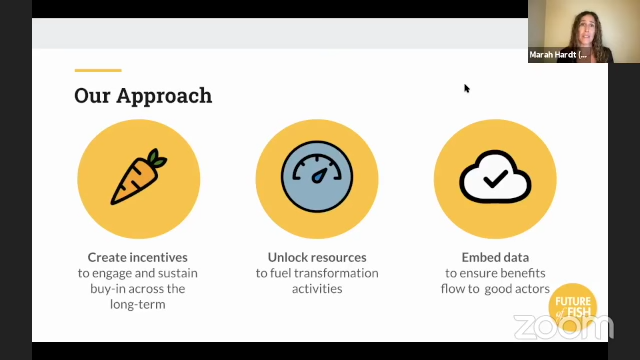 Marah Hardt (...
Our Approach
Create incentives
to engage and sustain
buy-in across the
long-term
Unlock resources
to fuel transformation
activities
Embed data
to ensure benefits
flow to good actors
FUTURE
of FISH
zoom